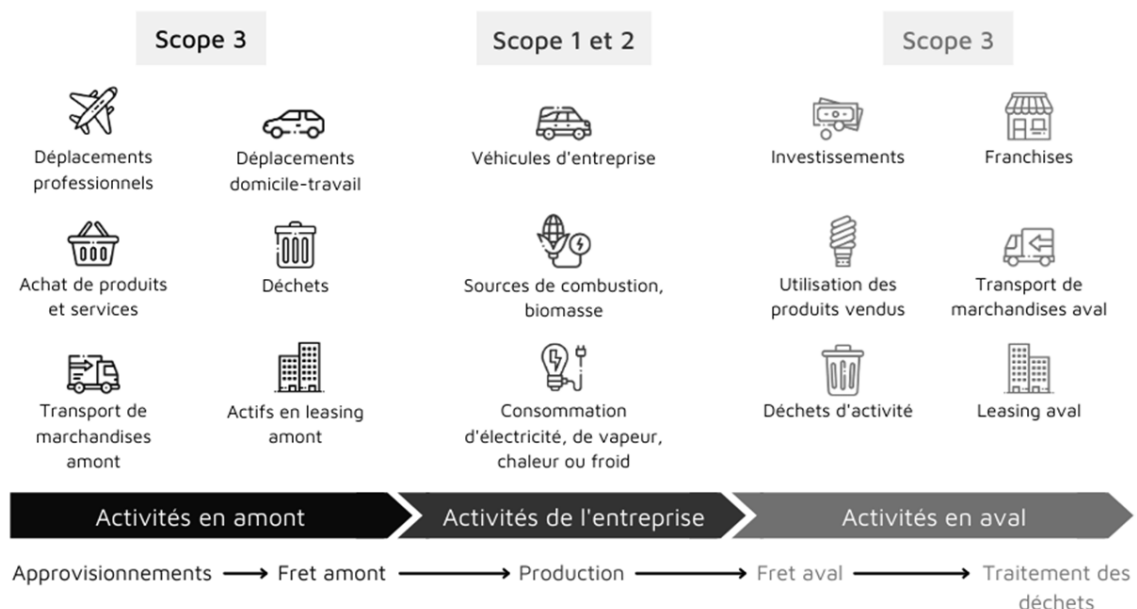 Scope 3
Scope 1 et 2
Scope 3
Déplacements
professionnels
Déplacements
domicile-travail
Véhicules d'entreprise
Investissements
Franchises
Achat de produits
et services
Déchets
Sources de combustion,
biomasse
Utilisation des
produits vendus
Transport de
marchandises aval
Transport de
marchandises
amont
Actifs en leasing
amont
Consommation
d'électricité, de vapeur,
chaleur ou froid
Déchets d'activité
Leasing aval
Activités en amont
Activités de l'entreprise
Activités en aval
Approvisionnements
Fret amont
Production
Fret aval
Traitement des
déchets